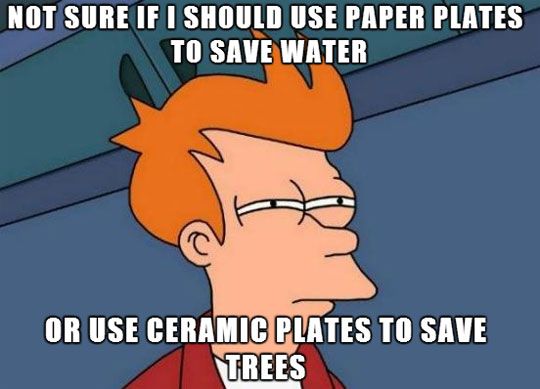 NOT SURE IF I SHOULD USE PAPER PLATES
TO SAVE WATER
OR USE CERAMIC PLATES TO SAVE
TREES